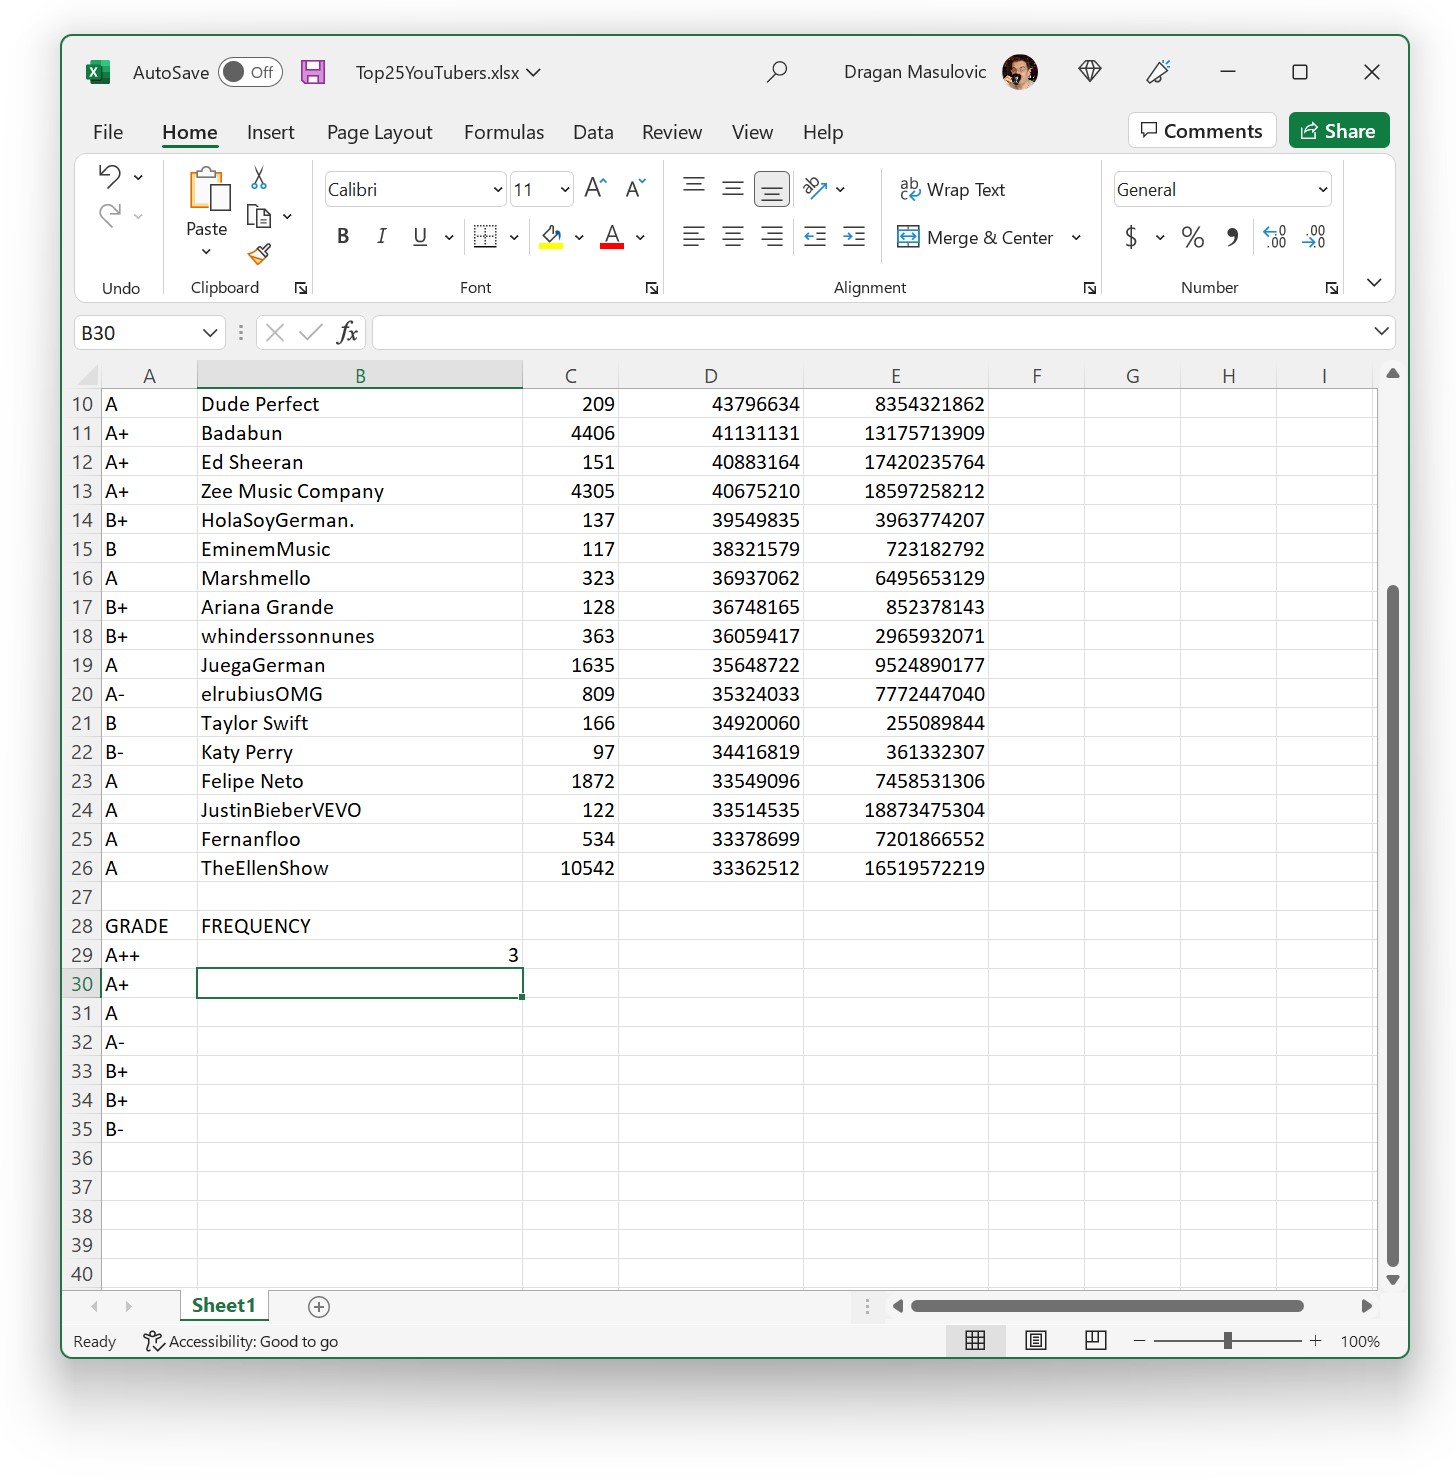 AutoSave Off Top25YouTubers.xlsx Dragan Masulovic
File Home Insert Page Layout Formulas Data Review View Help Comments Share
Calibri 11 ab Wrap Text General
Paste B I U A Merge & Center $ % 9 .00 .00
Undo Clipboard Font Alignment Number
B30 fx
A B C D E F G H I
10 A Dude Perfect 209 43796634 8354321862
11 A+ Badabun 4406 41131131 13175713909
12 A+ Ed Sheeran 151 40883164 17420235764
13 A+ Zee Music Company 4305 40675210 18597258212
14 B+ HolaSoyGerman. 137 39549835 3963774207
15 B EminemMusic 117 38321579 723182792
16 A Marshmello 323 36937062 6495653129
17 B+ Ariana Grande 128 36748165 852378143
18 B+ whinderssonnunes 363 36059417 2965932071
19 A JuegaGerman 1635 35648722 9524890177
20 A- elrubiusOMG 809 35324033 7772447040
21 B Taylor Swift 166 34920060 255089844
22 B- Katy Perry 97 34416819 361332307
23 A Felipe Neto 1872 33549096 7458531306
24 A JustinBieberVEVO 122 33514535 18873475304
25 A Fernanfloo 534 33378699 7201866552
26 A TheEllenShow 10542 33362512 16519572219
27
28 GRADE FREQUENCY
29 A++ 3
30 A+
31 A
32 A-
33 B+
34 B+
35 B-
36
37
38
39
40
Sheet1
Ready Accessibility: Good to go 100%